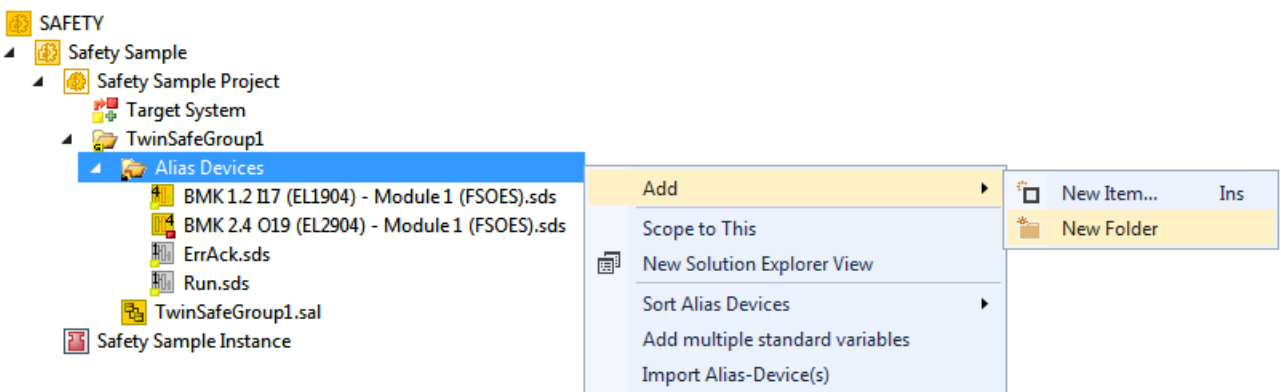 SAFETY
Safety Sample
Safety Sample Project
Target System
TwinSafeGroup1
Alias Devices
BMK 1.2 I17 (EL1904) - Module 1 (FSOES).sds
BMK 2.4 O19 (EL2904) - Module 1 (FSOES).sds
ErrAck.sds
Run.sds
TwinSafeGroup1.sal
Safety Sample Instance
Add
Scope to This
New Solution Explorer View
Sort Alias Devices
Add multiple standard variables
Import Alias-Device(s)
New Item... Ins
New Folder